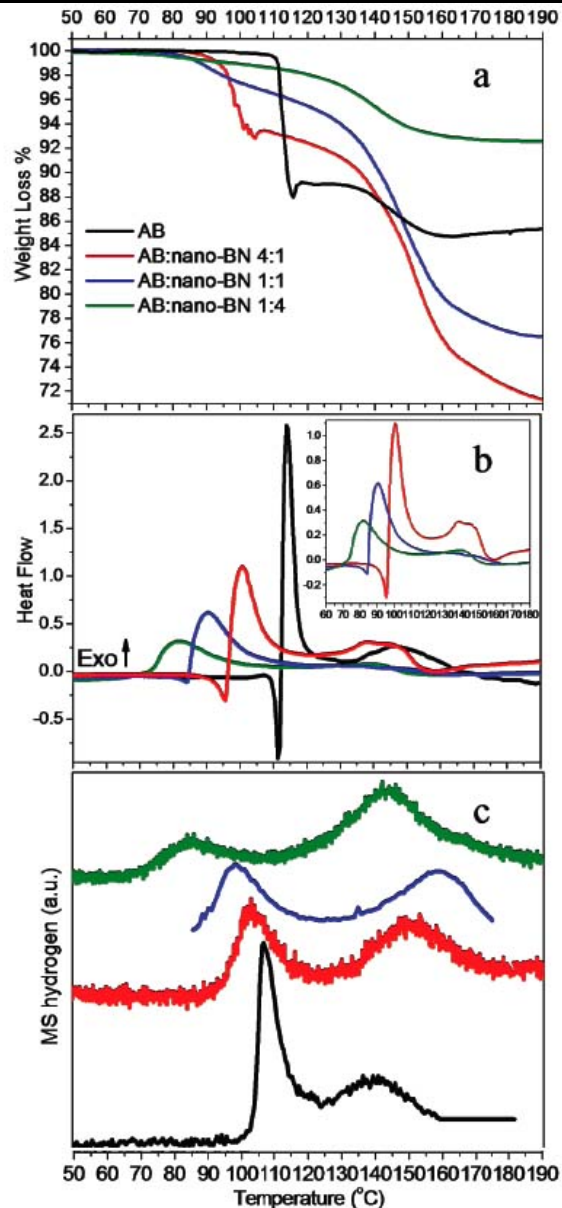 50 60 70 80 90 100 110 120 130 140 150 160 170 180 190
a
100
98
96
94
92
90
88
86
84
82
80
78
76
74
72
Weight Loss %
AB
AB:nano-BN 4:1
AB:nano-BN 1:1
AB:nano-BN 1:4
b
2.5
2.0
1.5
1.0
0.5
0.0
-0.5
Heat Flow
Exo
1.0
0.8
0.6
0.4
0.2
0.0
-0.2
60 70 80 90 100 110 120 130 140 150 160 170 180
c
MS hydrogen (a.u.)
50 60 70 80 90 100 110 120 130 140 150 160 170 180 190
Temperature (°C)